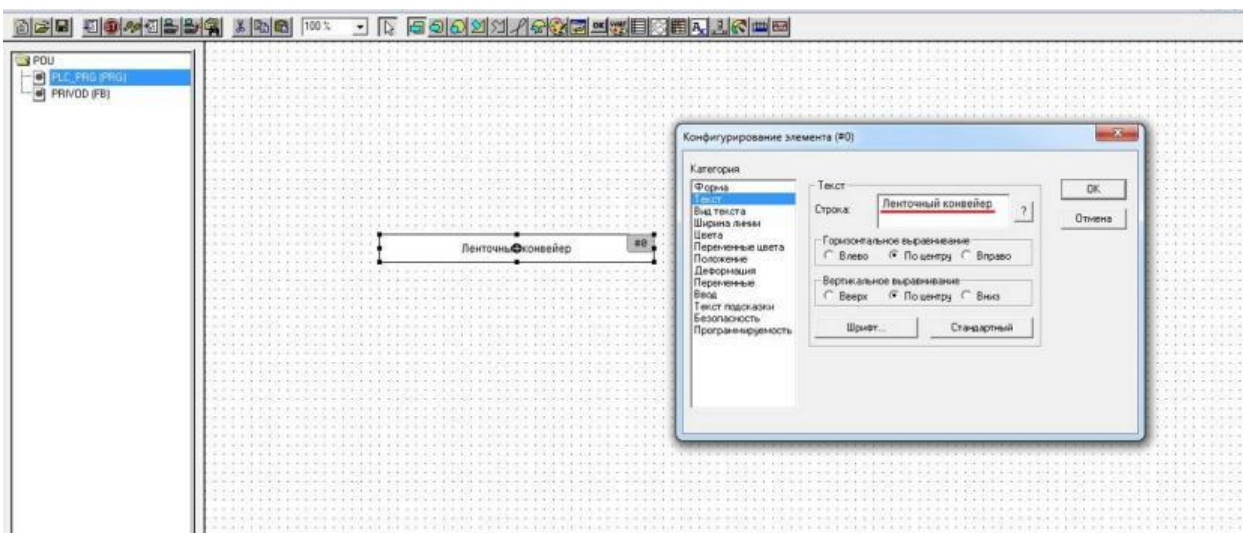 100 %
POU
PLC_PRG (PRG)
PRIVOD (FB)
Ленточный конвейер
#0
Конфигурирование элемента (#0)
Категория
Форма
Текст
Вид текста
Ширина линии
Цвета
Переменные цвета
Положение
Деформация
Переменные
Ввод
Текст подсказки
Безопасность
Программируемость
Текст
Строка:
Ленточный конвейер
?
Горизонтальное выравнивание
Влево По центру Вправо
Вертикальное выравнивание
Вверх По центру Вниз
Шрифт... Стандартный
OK
Отмена